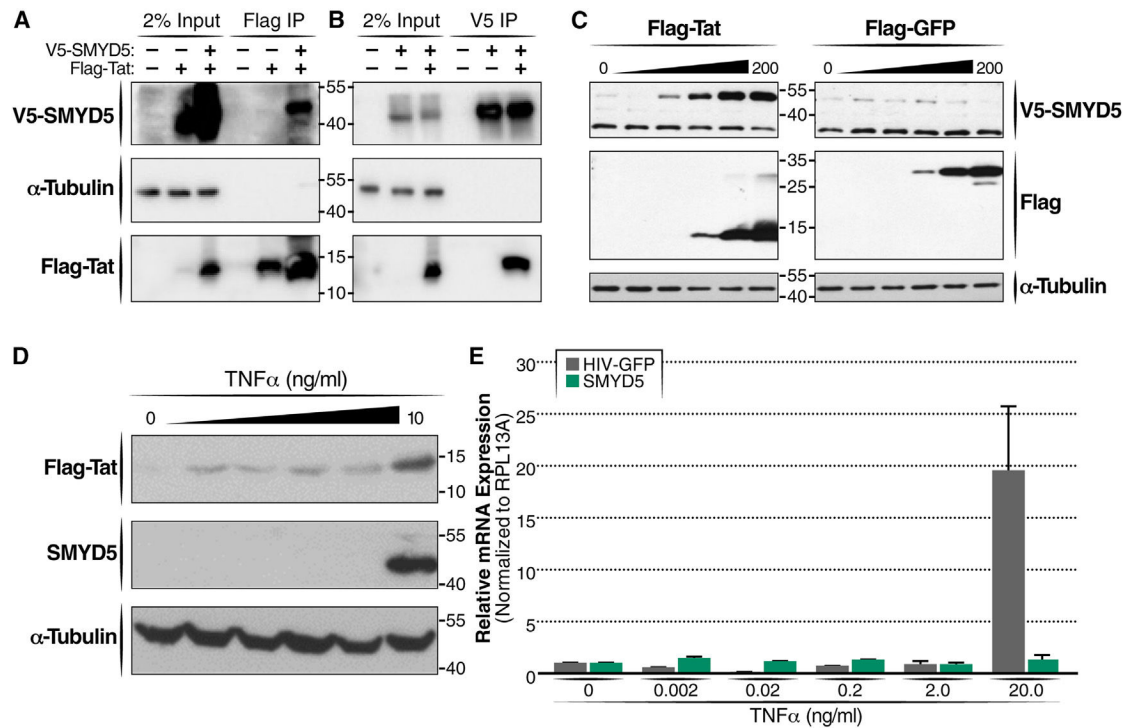 A
2% Input Flag IP
V5-SMYD5: – – + – – +
Flag-Tat: – + + – + +
V5-SMYD5
55
40
α-Tubulin
55
40
Flag-Tat
15
10
B
2% Input V5 IP
– + + – + +
– – + – – +
C
Flag-Tat Flag-GFP
0 200 0 200
55
40
V5-SMYD5
35
25
15
Flag
55
40
α-Tubulin
D
TNFα (ng/ml)
0 10
Flag-Tat
15
10
SMYD5
55
40
α-Tubulin
55
40
E
HIV-GFP
SMYD5
Relative mRNA Expression
(Normalized to RPL13A)
30
25
20
15
10
5
0
0 0.002 0.02 0.2 2.0 20.0
TNFα (ng/ml)